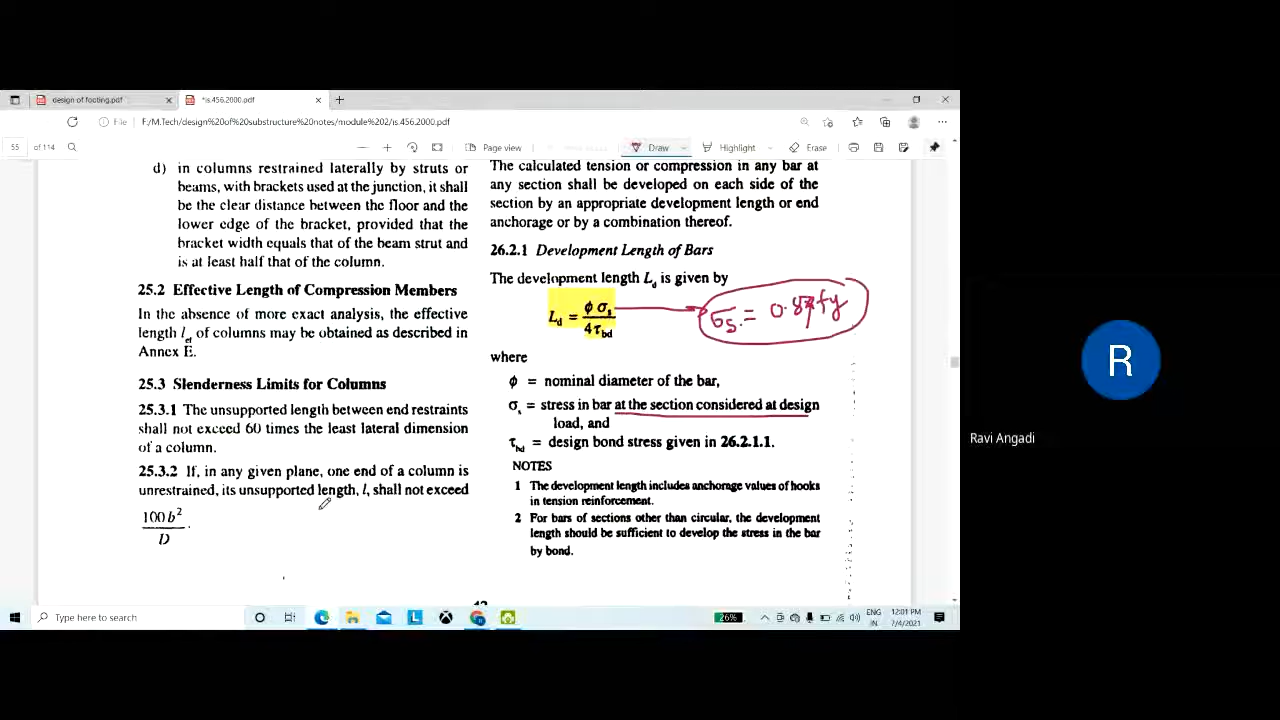 design of footing.pdf
*is.456.2000.pdf
File F:/M.Tech/design%20of%20substructure%20notes/module%202/is.456.2000.pdf
55 of 114
Page view
Draw
Highlight
Erase
d) in columns restrained laterally by struts or
beams, with brackets used at the junction, it shall
be the clear distance between the floor and the
lower edge of the bracket, provided that the
bracket width equals that of the beam strut and
is at least half that of the column.
25.2 Effective Length of Compression Members
In the absence of more exact analysis, the effective
length l_ef of columns may be obtained as described in
Annex E.
25.3 Slenderness Limits for Columns
25.3.1 The unsupported length between end restraints
shall not exceed 60 times the least lateral dimension
of a column.
25.3.2 If, in any given plane, one end of a column is
unrestrained, its unsupported length, l, shall not exceed
100 b²
D .
The calculated tension or compression in any bar at
any section shall be developed on each side of the
section by an appropriate development length or end
anchorage or by a combination thereof.
26.2.1 Development Length of Bars
The development length L_d is given by
L_d = ϕ σ_s
4 τ_bd
σ_s. = 0.87 fy
where
ϕ = nominal diameter of the bar,
σ_s = stress in bar at the section considered at design
load, and
τ_bd = design bond stress given in 26.2.1.1.
NOTES
1 The development length includes anchorage values of hooks
in tension reinforcement.
2 For bars of sections other than circular, the development
length should be sufficient to develop the stress in the bar
by bond.
R
Ravi Angadi
Type here to search
26%
ENG
IN
12:01 PM
7/4/2021